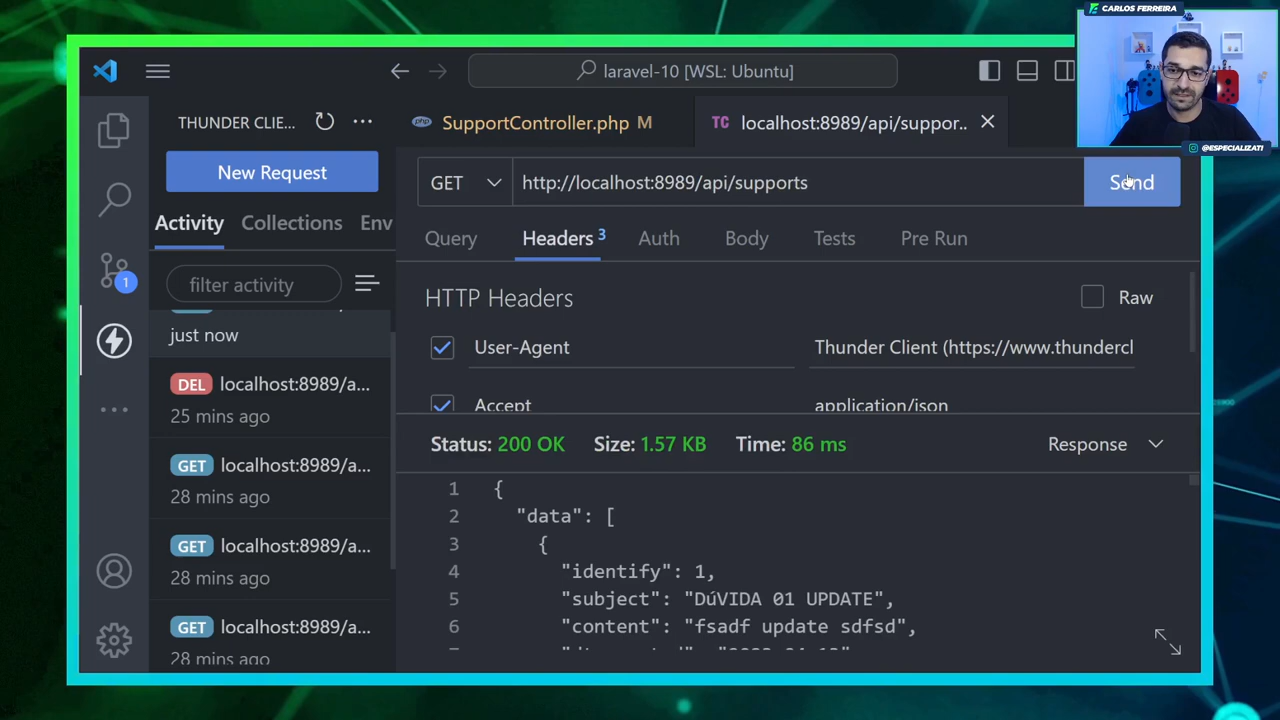 CARLOS FERREIRA
@ESPECIALIZATI
laravel-10 [WSL: Ubuntu]
THUNDER CLIE...
SupportController.php M
TC localhost:8989/api/suppor..
New Request
GET
http://localhost:8989/api/supports
Send
Activity Collections Env
Query Headers 3 Auth Body Tests Pre Run
filter activity
HTTP Headers
Raw
just now
User-Agent
Thunder Client (https://www.thundercl
Accept
application/json
DEL localhost:8989/a...
25 mins ago
Status: 200 OK Size: 1.57 KB Time: 86 ms
Response
GET localhost:8989/a...
28 mins ago
GET localhost:8989/a...
28 mins ago
GET localhost:8989/a...
28 mins ago
1
1 {
2 "data": [
3 {
4 "identify": 1,
5 "subject": "DúVIDA 01 UPDATE",
6 "content": "fsadf update sdfsd",